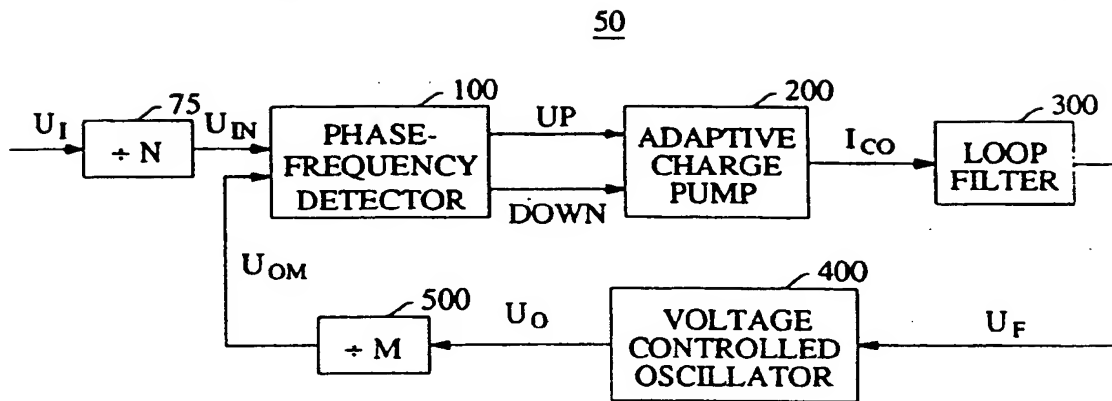 50
75
100
200
300
U_I
÷ N
U_IN
PHASE-
FREQUENCY
DETECTOR
UP
DOWN
ADAPTIVE
CHARGE
PUMP
I_CO
LOOP
FILTER
U_OM
500
÷ M
U_O
400
VOLTAGE
CONTROLLED
OSCILLATOR
U_F